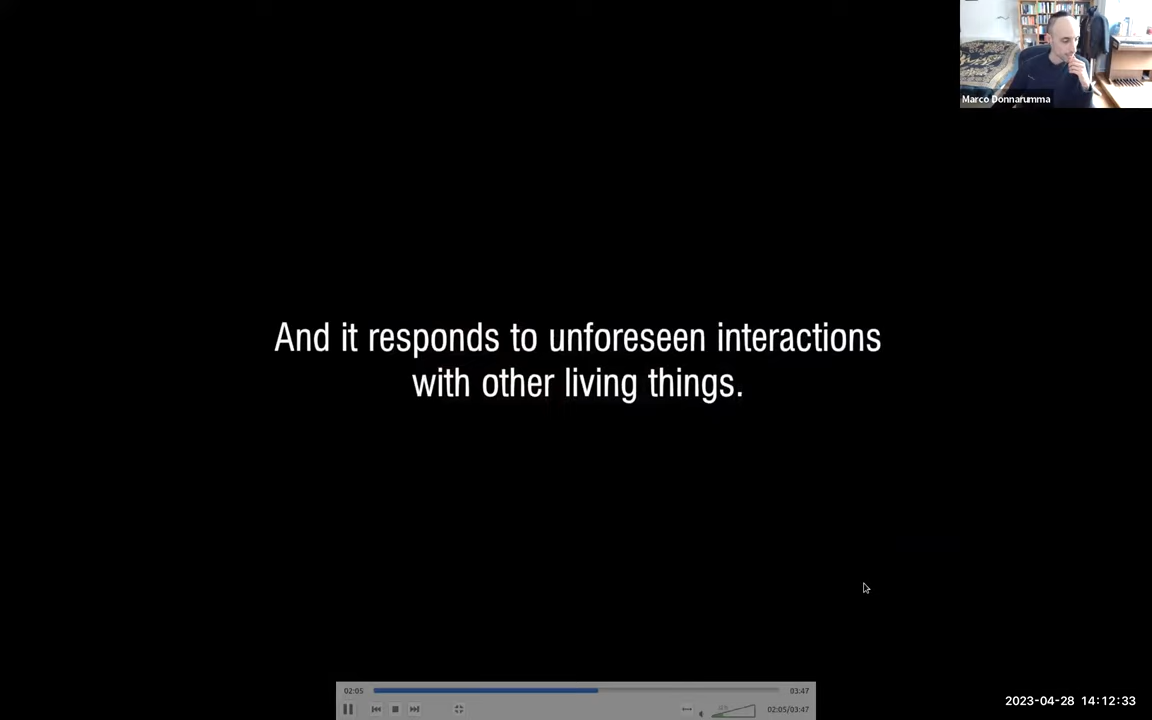 Marco Donnarumma
And it responds to unforeseen interactions
with other living things.
02:05
03:47
02:05/03:47
2023-04-28 14:12:33